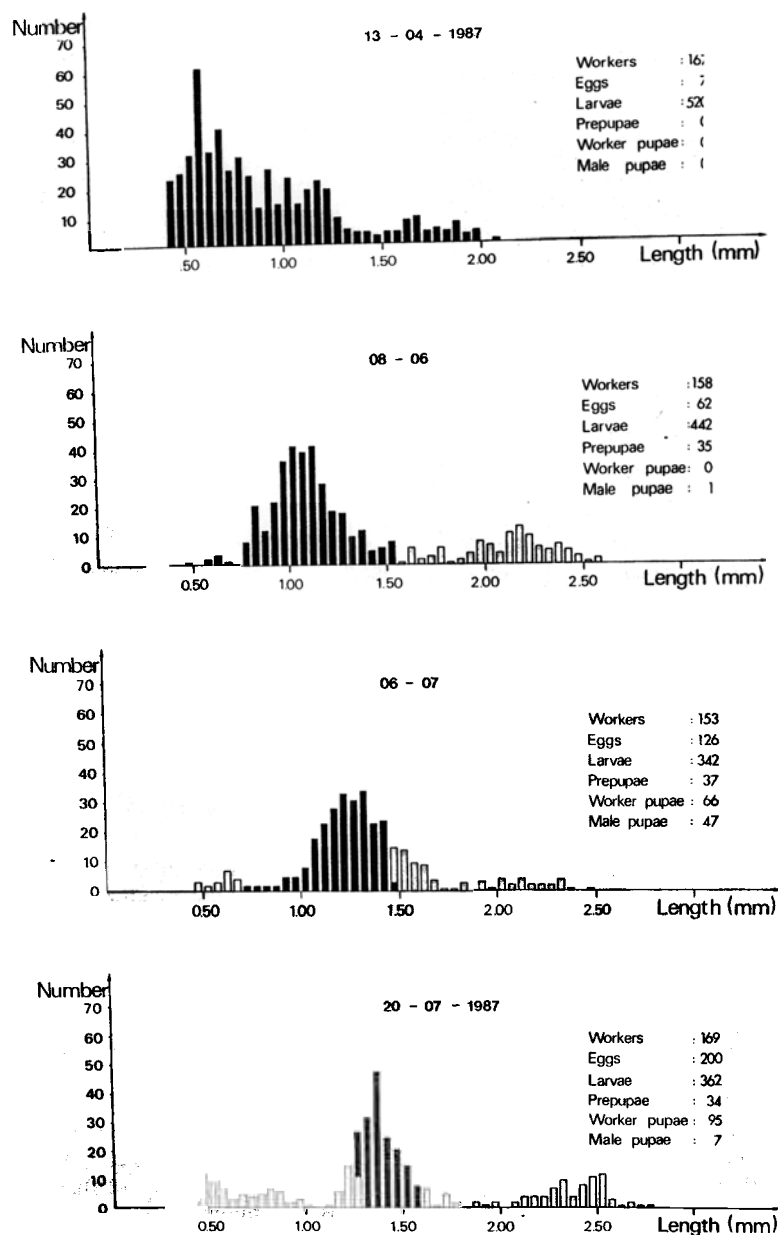 Number
13 - 04 - 1987
70
60
50
40
30
20
10
Workers
Eggs
Larvae
Prepupae
Worker pupae:
Male pupae
.50
1.00
1.50
2.00
2.50
Length (mm)
Number
08 - 06
70
60
50
40
30
20
10
0
Workers :158
Eggs : 62
Larvae :442
Prepupae : 35
Worker pupae: 0
Male pupae : 1
0.50
1.00
1.50
2.00
2.50
Length (mm)
Number
06 - 07
70
60
50
40
30
20
10
0
Workers : 153
Eggs : 126
Larvae : 342
Prepupae : 37
Worker pupae : 66
Male pupae : 47
0.50
1.00
1.50
2.00
2.50
Length (mm)
Number
20 - 07 - 1987
70
60
50
40
30
20
10
0
Workers : 169
Eggs : 200
Larvae : 362
Prepupae : 34
Worker pupae : 95
Male pupae : 7
0.50
1.00
1.50
2.00
2.50
Length (mm)